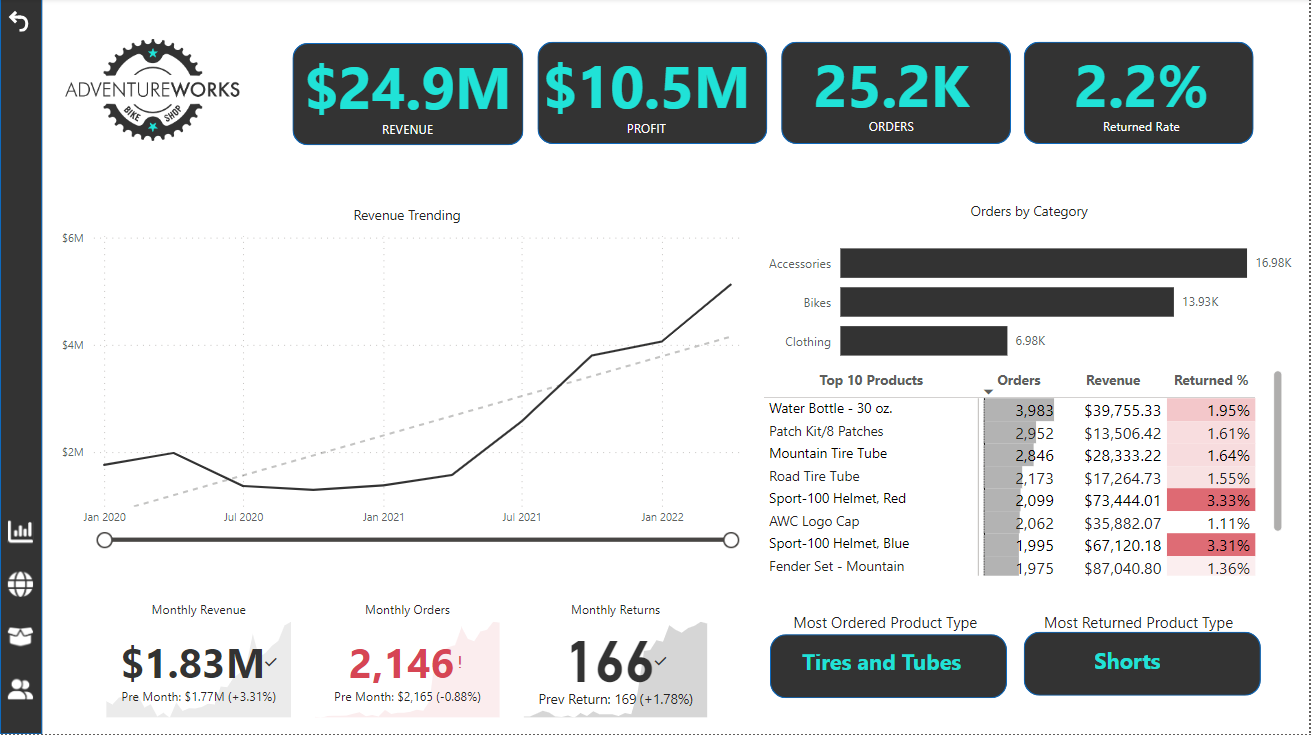 ADVENTUREWORKS
BIKE SHOP
$24.9M
REVENUE
$10.5M
PROFIT
25.2K
ORDERS
2.2%
Returned Rate
Revenue Trending
$6M
$4M
$2M
Jan 2020 Jul 2020 Jan 2021 Jul 2021 Jan 2022
Orders by Category
Accessories 16.98K
Bikes 13.93K
Clothing 6.98K
Top 10 Products Orders Revenue Returned %
Water Bottle - 30 oz. 3,983 $39,755.33 1.95%
Patch Kit/8 Patches 2,952 $13,506.42 1.61%
Mountain Tire Tube 2,846 $28,333.22 1.64%
Road Tire Tube 2,173 $17,264.73 1.55%
Sport-100 Helmet, Red 2,099 $73,444.01 3.33%
AWC Logo Cap 2,062 $35,882.07 1.11%
Sport-100 Helmet, Blue 1,995 $67,120.18 3.31%
Fender Set - Mountain 1,975 $87,040.80 1.36%
Monthly Revenue
$1.83M
Pre Month: $1.77M (+3.31%)
Monthly Orders
2,146!
Pre Month: $2,165 (-0.88%)
Monthly Returns
166
Prev Return: 169 (+1.78%)
Most Ordered Product Type
Tires and Tubes
Most Returned Product Type
Shorts